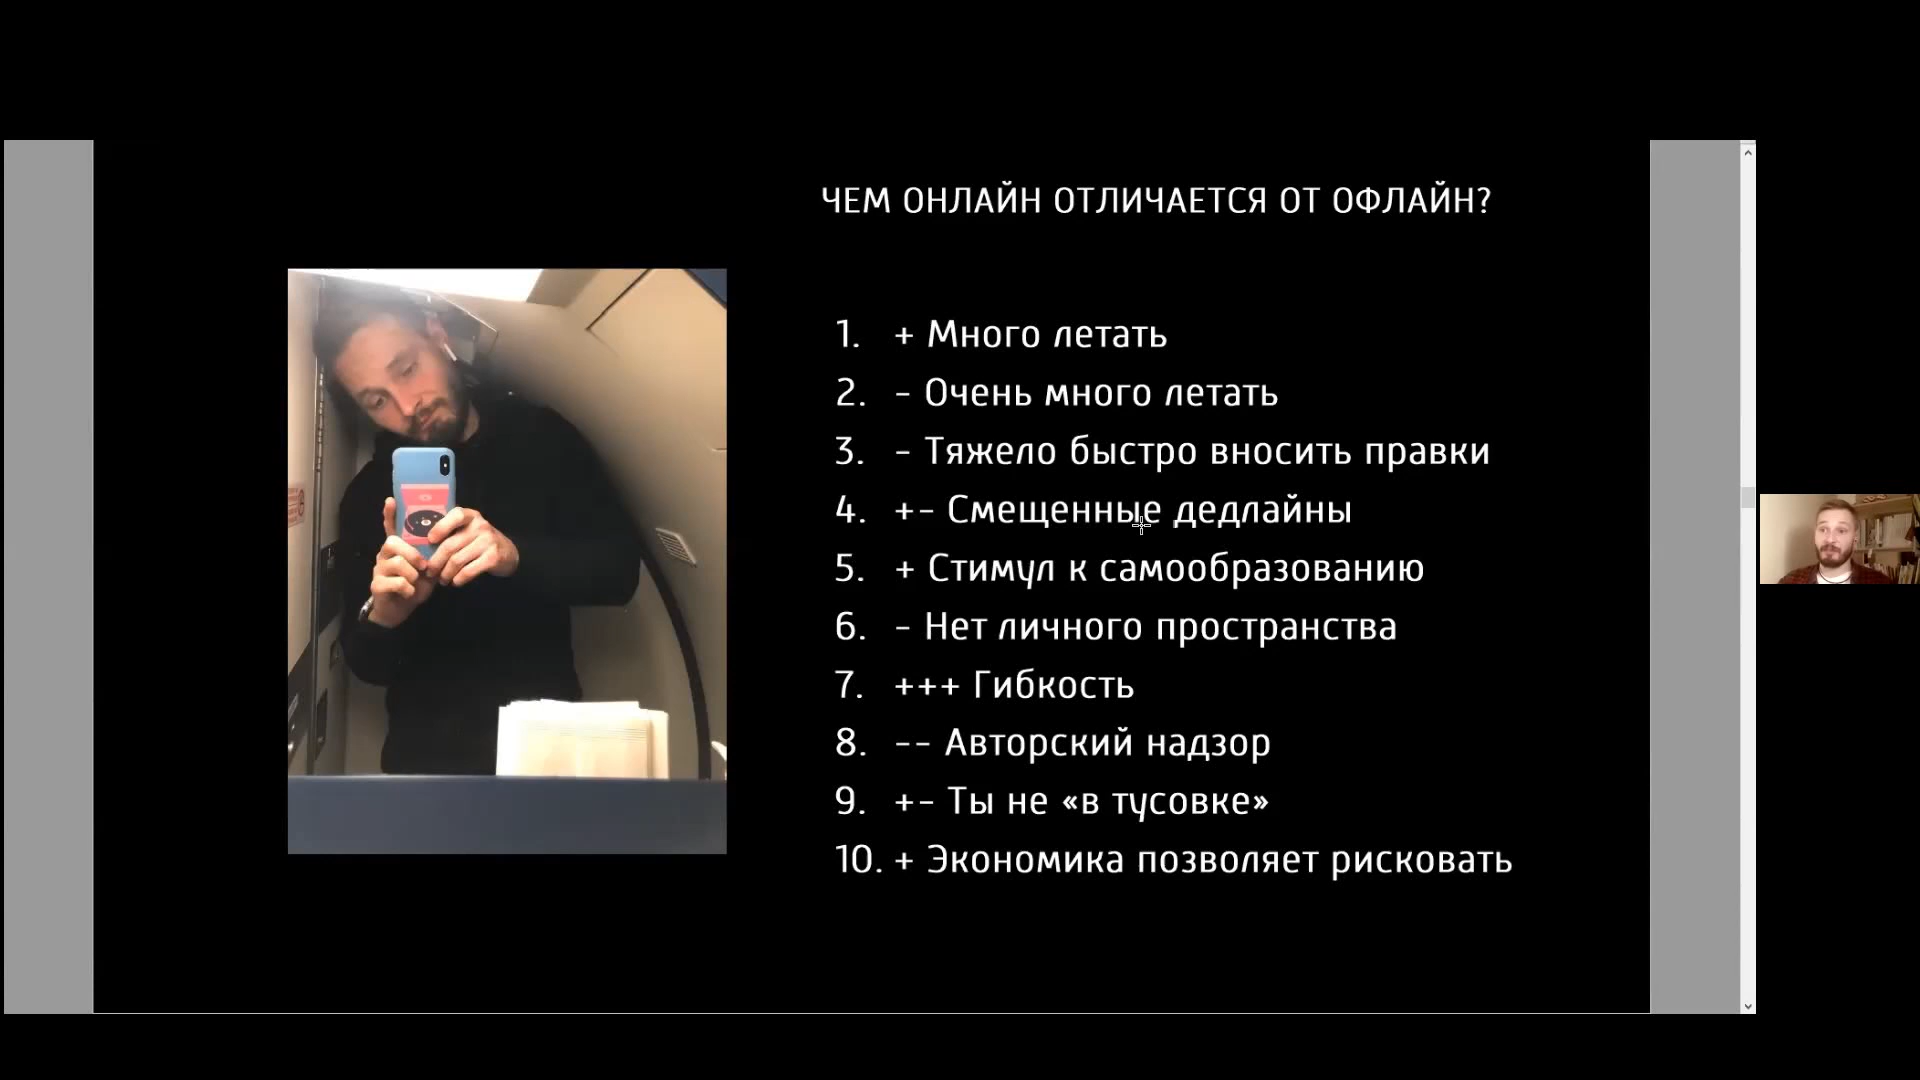 ЧЕМ ОНЛАЙН ОТЛИЧАЕТСЯ ОТ ОФЛАЙН?
1. + Много летать
2. - Очень много летать
3. - Тяжело быстро вносить правки
4. +- Смещенные дедлайны
5. + Стимул к самообразованию
6. - Нет личного пространства
7. +++ Гибкость
8. -- Авторский надзор
9. +- Ты не «в тусовке»
10. + Экономика позволяет рисковать